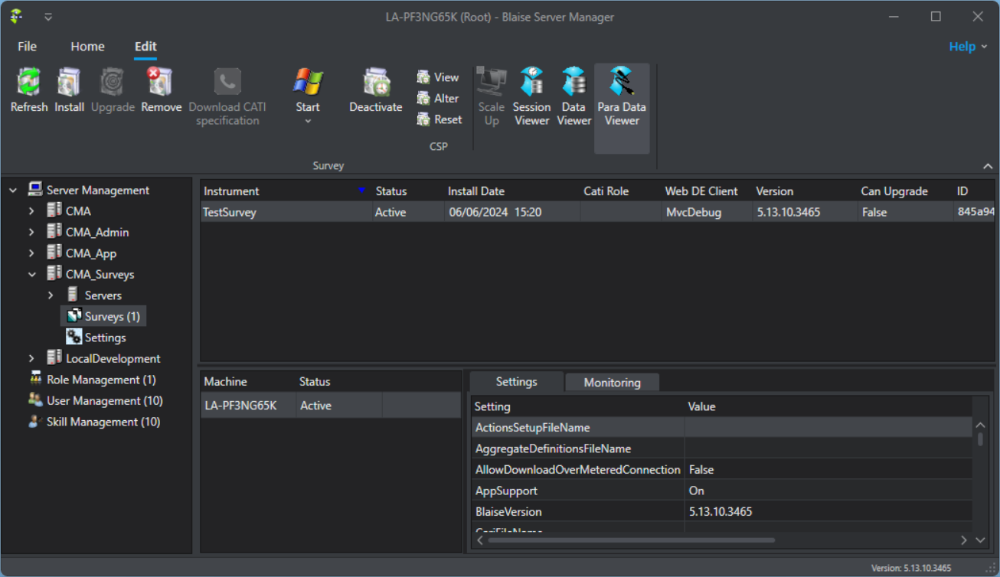 LA-PF3NG65K (Root) - Blaise Server Manager
File Home Edit Help
Refresh Install Upgrade Remove Download CATI specification Start Deactivate
View
Alter
Reset
CSP
Scale Up Session Viewer Data Viewer Para Data Viewer
Survey
Server Management
CMA
CMA_Admin
CMA_App
CMA_Surveys
Servers
Surveys (1)
Settings
LocalDevelopment
Role Management (1)
User Management (10)
Skill Management (10)
Instrument Status Install Date Cati Role Web DE Client Version Can Upgrade ID
TestSurvey Active 06/06/2024 15:20 MvcDebug 5.13.10.3465 False 845a94
Machine Status
LA-PF3NG65K Active
Settings Monitoring
Setting Value
ActionsSetupFileName
AggregateDefinitionsFileName
AllowDownloadOverMeteredConnection False
AppSupport On
BlaiseVersion 5.13.10.3465
Version: 5.13.10.3465